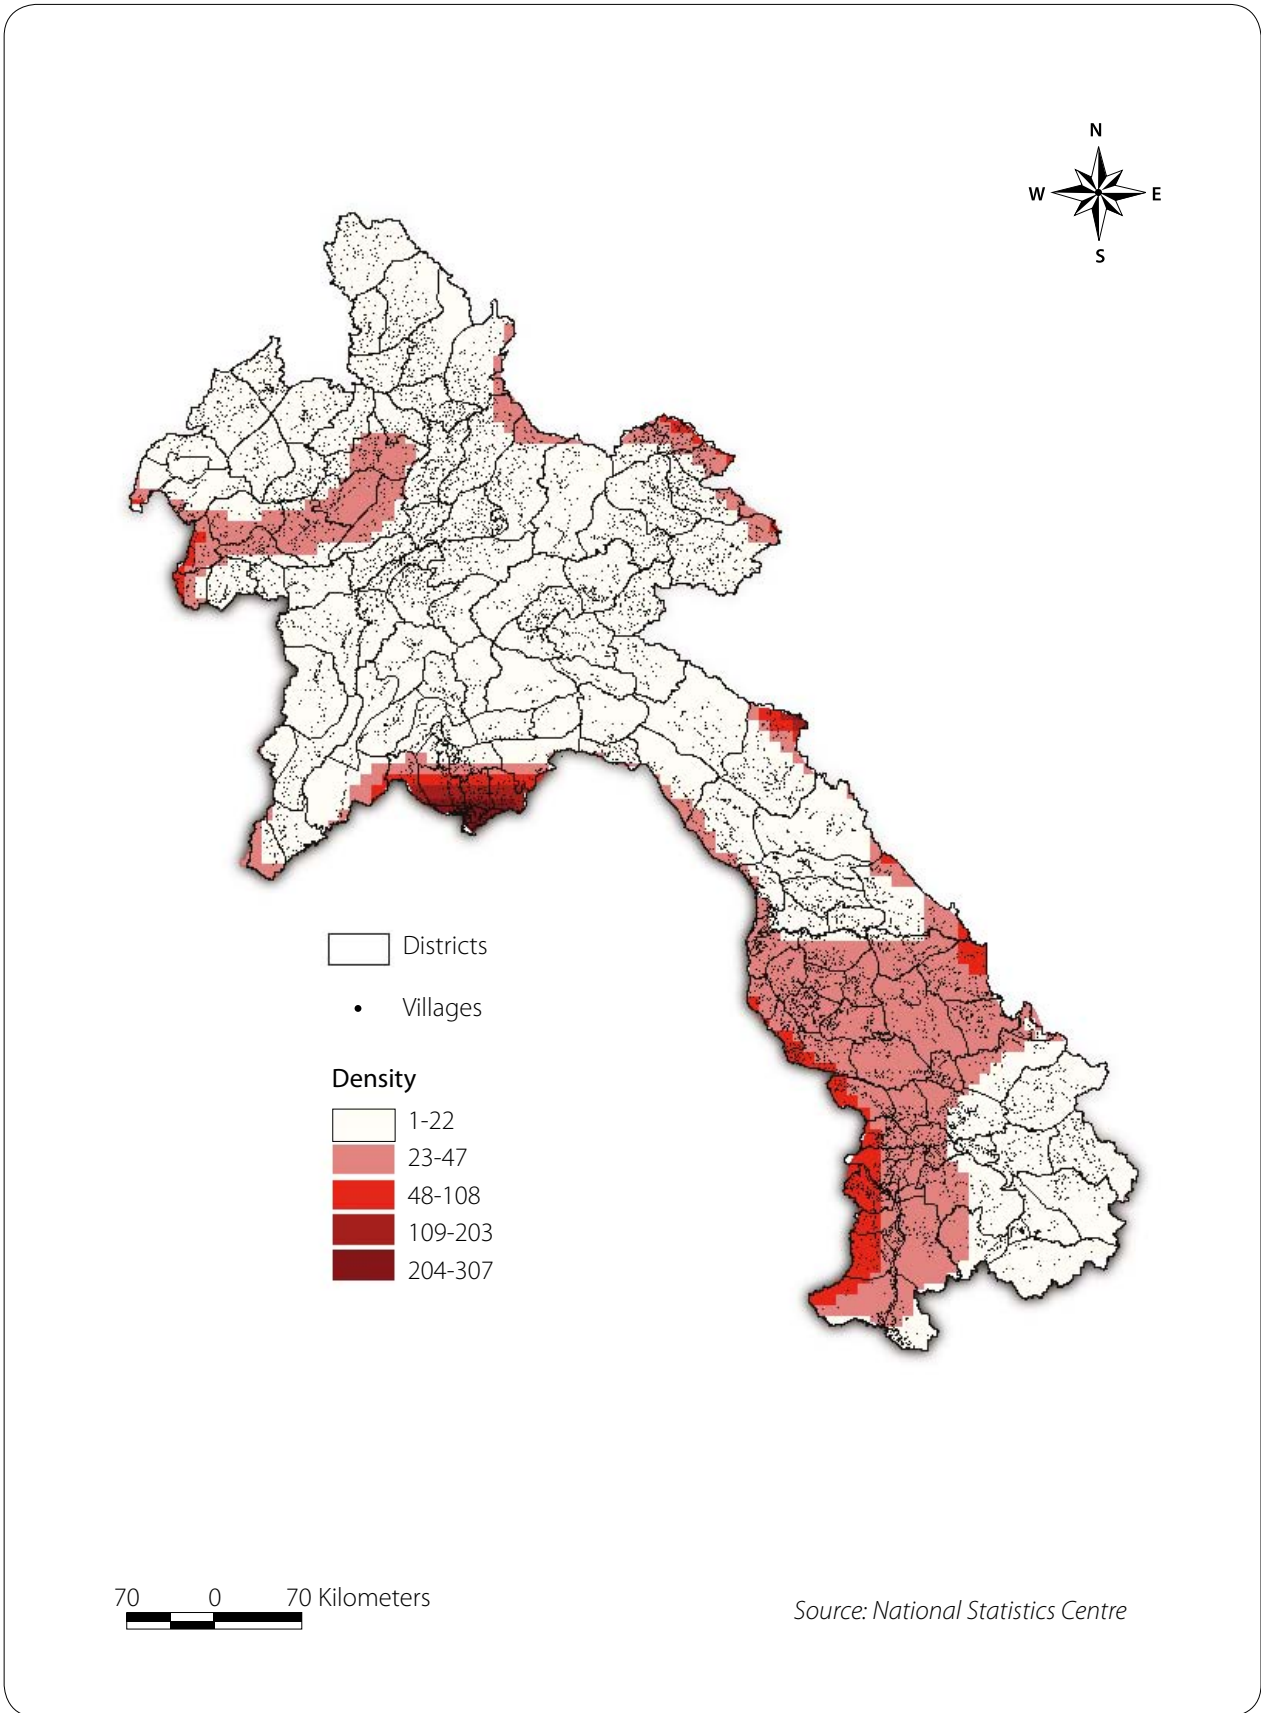 N
W E
S
Districts
Villages
Density
1-22
23-47
48-108
109-203
204-307
70 0 70 Kilometers
Source: National Statistics Centre